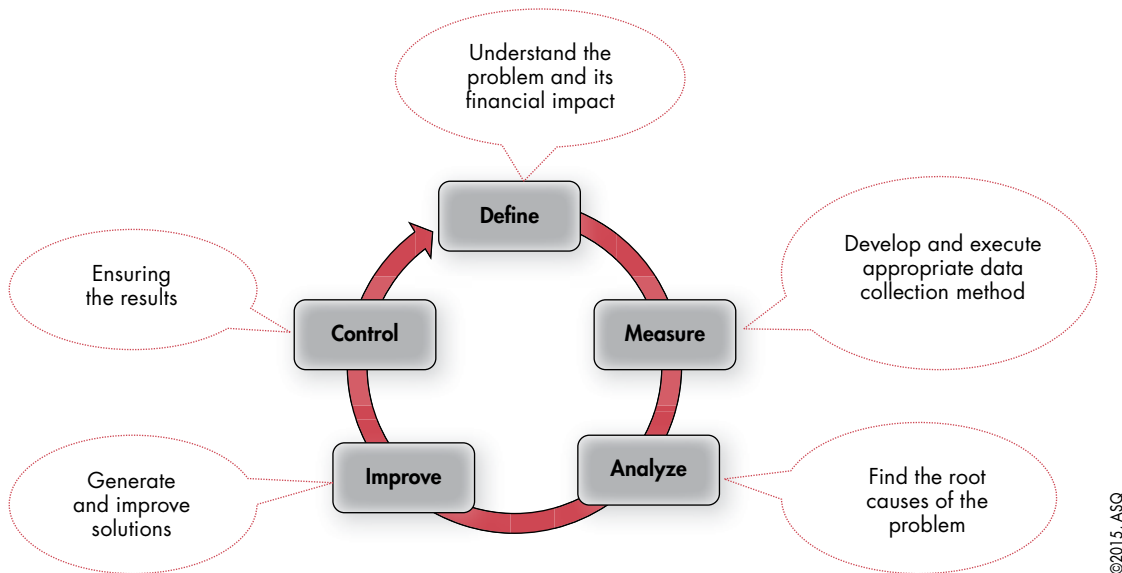 Understand the
problem and its
financial impact
Define
Develop and execute
appropriate data
collection method
Measure
Find the root
causes of the
problem
Analyze
Generate
and improve
solutions
Improve
Ensuring
the results
Control
©2015, ASQ